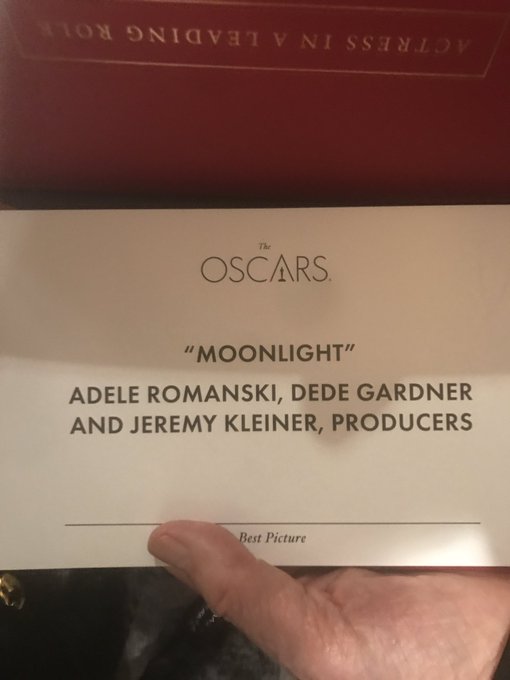 ACTRESS IN A LEADING ROLE
The
OSCARS.
“MOONLIGHT”
ADELE ROMANSKI, DEDE GARDNER
AND JEREMY KLEINER, PRODUCERS
Best Picture